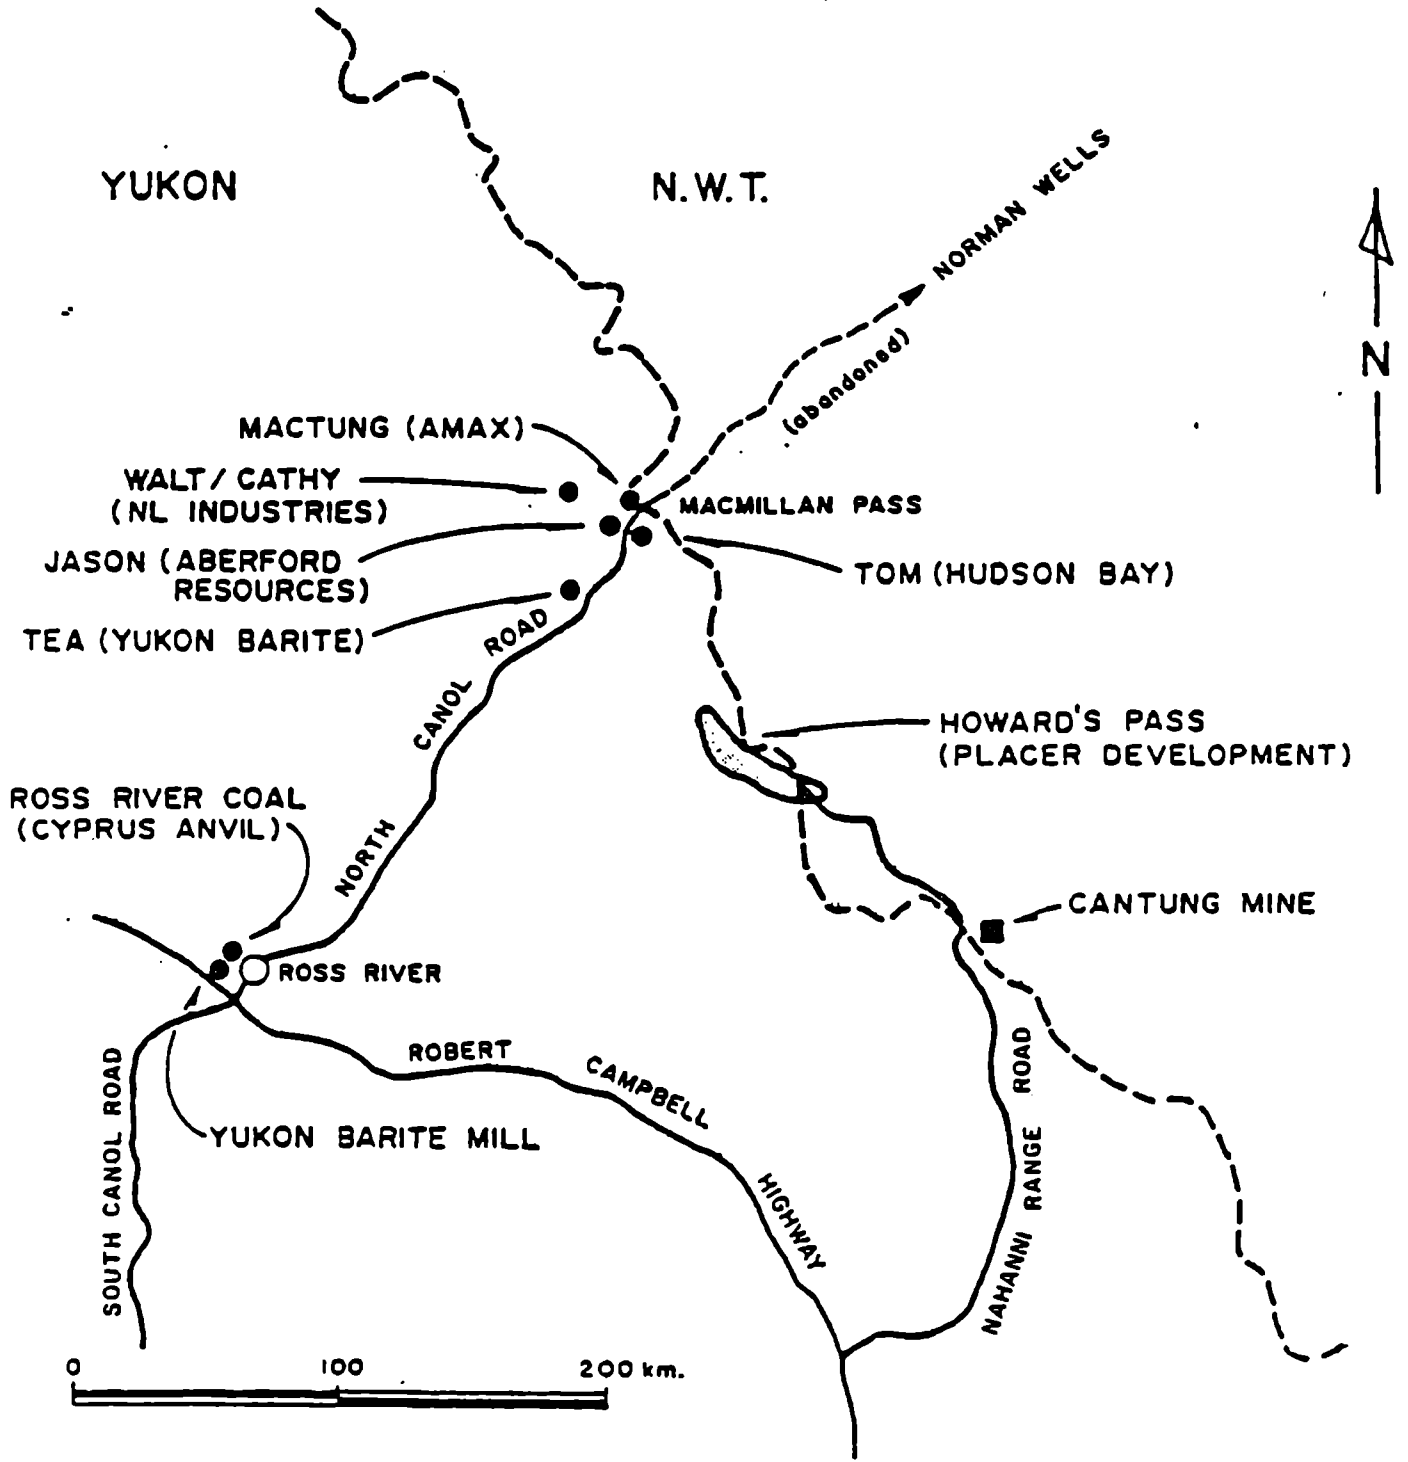 YUKON
N.W.T.
NORMAN WELLS
(abandoned)
N
MACTUNG (AMAX)
WALT / CATHY
(NL INDUSTRIES)
MACMILLAN PASS
JASON (ABERFORD
RESOURCES)
TOM (HUDSON BAY)
TEA (YUKON BARITE)
NORTH CANOL ROAD
HOWARD'S PASS
(PLACER DEVELOPMENT)
ROSS RIVER COAL
(CYPRUS ANVIL)
CANTUNG MINE
ROSS RIVER
ROBERT CAMPBELL HIGHWAY
NAHANNI RANGE ROAD
SOUTH CANOL ROAD
YUKON BARITE MILL
0 100 200 km.